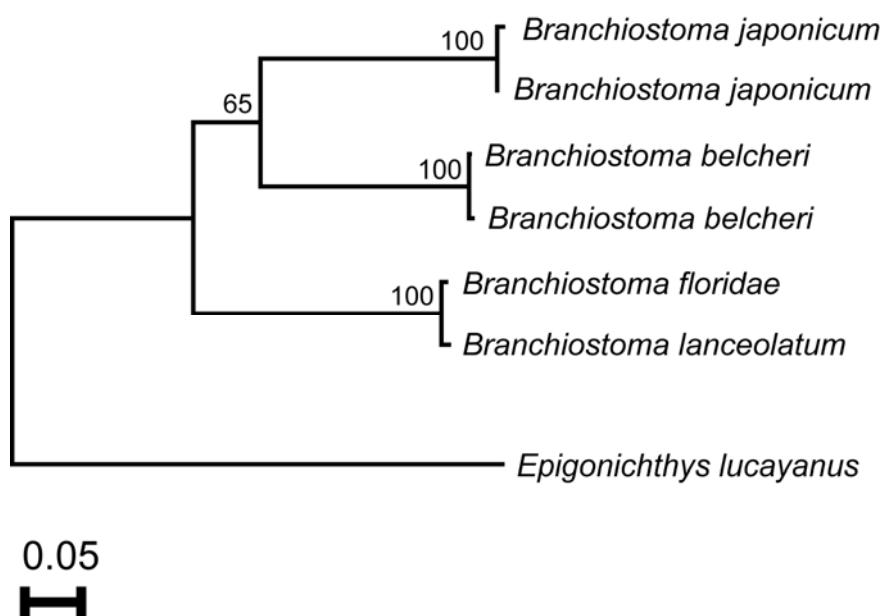 100 Branchiostoma japonicum
Branchiostoma japonicum
65
100 Branchiostoma belcheri
Branchiostoma belcheri
100 Branchiostoma floridae
Branchiostoma lanceolatum
Epigonichthys lucayanus
0.05